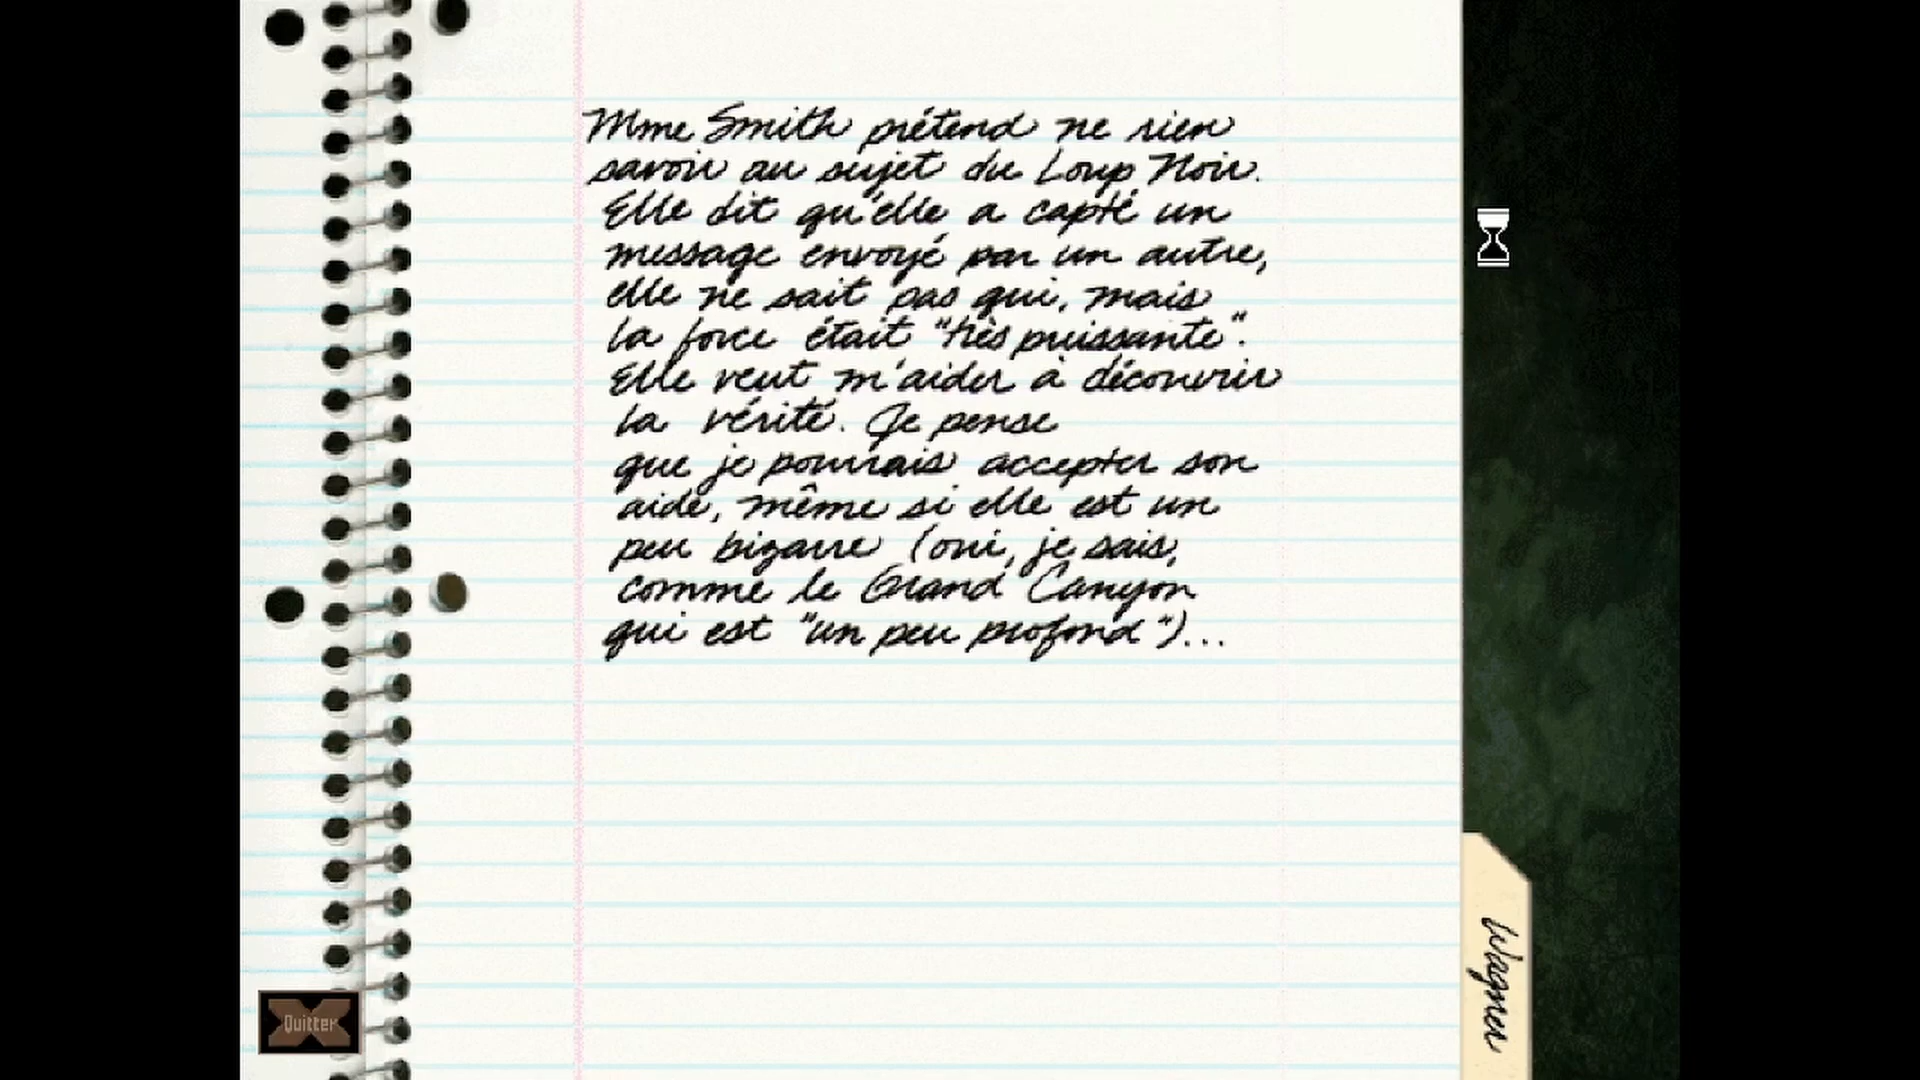 Mme Smith prétend ne rien
savoir au sujet du Loup Noir.
Elle dit qu'elle a capté un
message envoyé par un autre,
elle ne sait pas qui, mais
la force était "très puissante".
Elle veut m'aider à découvrir
la vérité. Je pense
que je pourrais accepter son
aide, même si elle est un
peu bizarre (oui, je sais,
comme le Grand Canyon
qui est "un peu profond")...
Wagner
Quitter